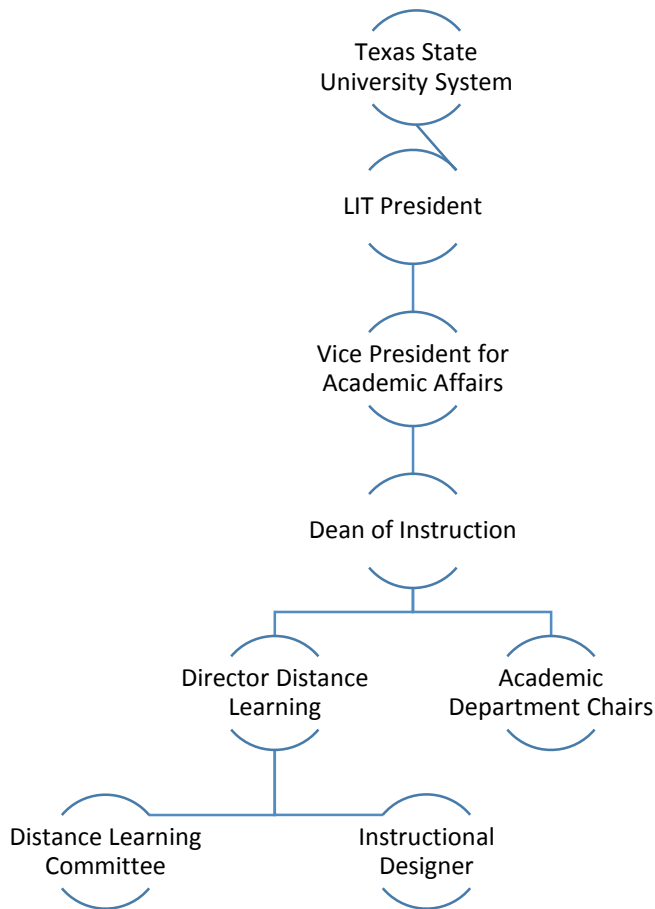 Texas State
University System
LIT President
Vice President for
Academic Affairs
Dean of Instruction
Director Distance
Learning
Academic
Department Chairs
Distance Learning
Committee
Instructional
Designer